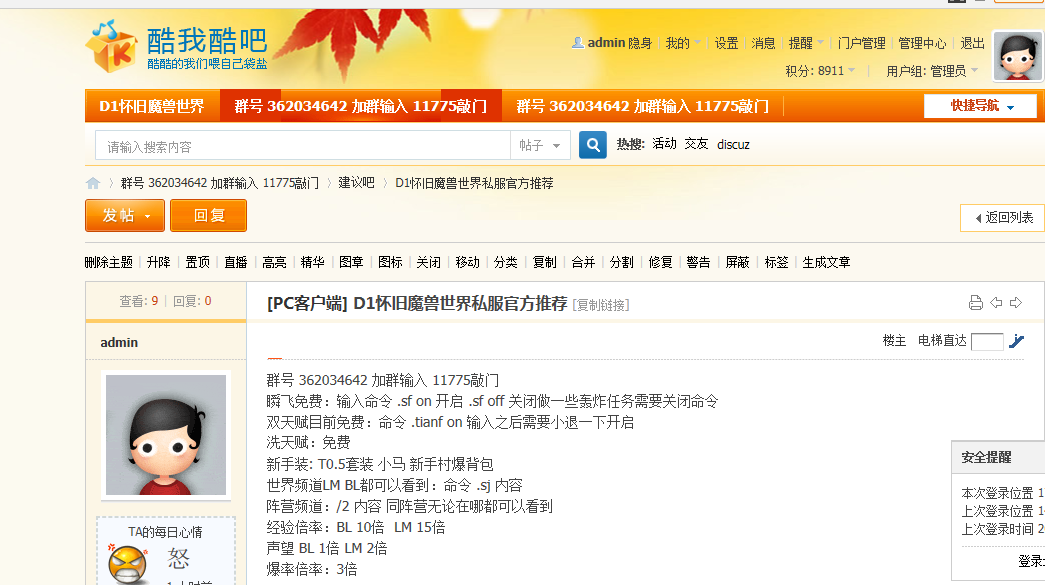 酷我酷吧
酷酷的我们喂自己袋盐
admin 隐身 我的 设置 消息 提醒 门户管理 管理中心 退出
积分: 8911 用户组: 管理员
D1怀旧魔兽世界 群号 362034642 加群输入 11775敲门 群号 362034642 加群输入 11775敲门 快捷导航
请输入搜索内容 帖子 热搜: 活动 交友 discuz
群号 362034642 加群输入 11775敲门 建议吧 D1怀旧魔兽世界私服官方推荐
发帖 回复 返回列表
删除主题 升降 置顶 直播 高亮 精华 图章 图标 关闭 移动 分类 复制 合并 分割 修复 警告 屏蔽 标签 生成文章
查看: 9 回复: 0 [PC客户端] D1怀旧魔兽世界私服官方推荐 [复制链接]
admin 楼主 电梯直达
群号 362034642 加群输入 11775敲门
瞬飞免费：输入命令 .sf on 开启 .sf off 关闭做一些轰炸任务需要关闭命令
双天赋目前免费：命令 .tianf on 输入之后需要小退一下开启
洗天赋：免费
新手装: T0.5套装 小马 新手村爆背包
世界频道LM BL都可以看到：命令 .sj 内容
阵营频道：/2 内容 同阵营无论在哪都可以看到
经验倍率：BL 10倍 LM 15倍
声望 BL 1倍 LM 2倍
爆率倍率：3倍
TA的每日心情
怒
安全提醒
本次登录位置 1
上次登录位置 1
上次登录时间 2
登录